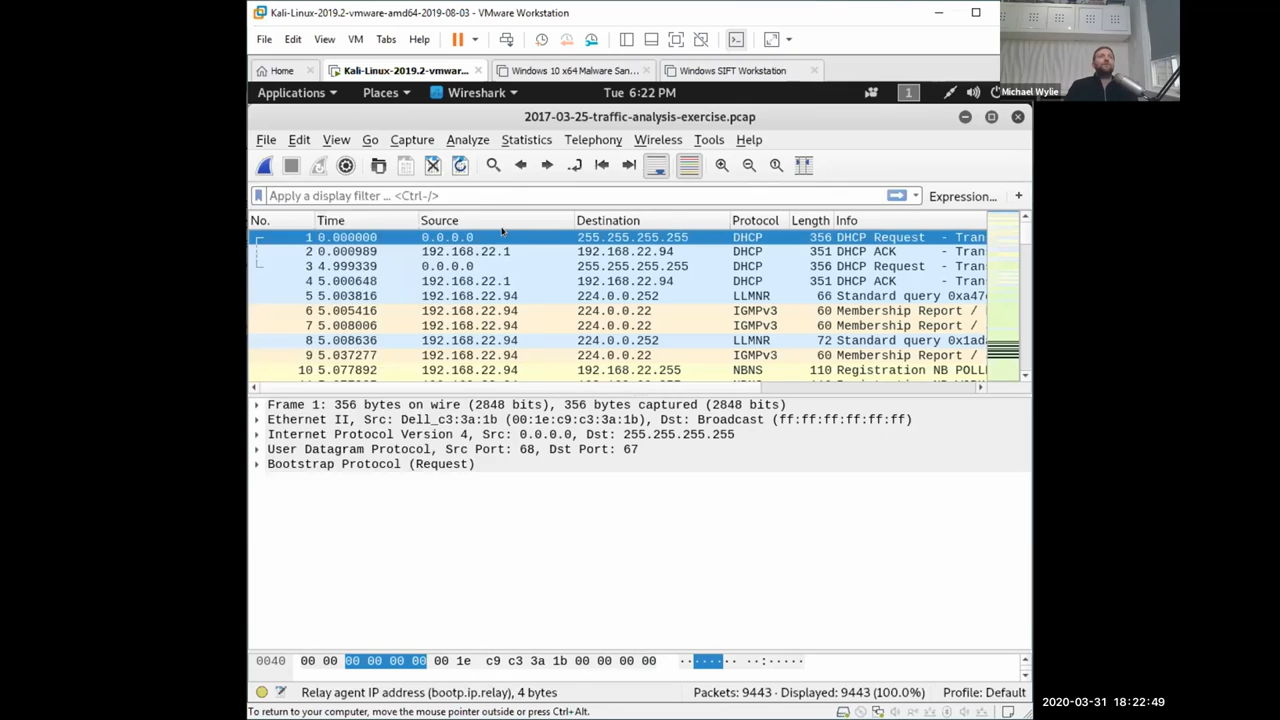 Kali-Linux-2019.2-vmware-amd64-2019-08-03 - VMware Workstation
File Edit View VM Tabs Help
Home Kali-Linux-2019.2-vmwar... Windows 10 x64 Malware San... Windows SIFT Workstation
Michael Wylie
Applications Places Wireshark Tue 6:22 PM 1
2017-03-25-traffic-analysis-exercise.pcap
File Edit View Go Capture Analyze Statistics Telephony Wireless Tools Help
Apply a display filter ... <Ctrl-/> Expression... +
No. Time Source Destination Protocol Length Info
1 0.000000 0.0.0.0 255.255.255.255 DHCP 356 DHCP Request - Tran
2 0.000989 192.168.22.1 192.168.22.94 DHCP 351 DHCP ACK - Tran
3 4.999339 0.0.0.0 255.255.255.255 DHCP 356 DHCP Request - Tran
4 5.000648 192.168.22.1 192.168.22.94 DHCP 351 DHCP ACK - Tran
5 5.003816 192.168.22.94 224.0.0.252 LLMNR 66 Standard query 0xa47
6 5.005416 192.168.22.94 224.0.0.22 IGMPv3 60 Membership Report /
7 5.008006 192.168.22.94 224.0.0.22 IGMPv3 60 Membership Report /
8 5.008636 192.168.22.94 224.0.0.252 LLMNR 72 Standard query 0x1ad
9 5.037277 192.168.22.94 224.0.0.22 IGMPv3 60 Membership Report /
10 5.077892 192.168.22.94 192.168.22.255 NBNS 110 Registration NB POLL
Frame 1: 356 bytes on wire (2848 bits), 356 bytes captured (2848 bits)
Ethernet II, Src: Dell_c3:3a:1b (00:1e:c9:c3:3a:1b), Dst: Broadcast (ff:ff:ff:ff:ff:ff)
Internet Protocol Version 4, Src: 0.0.0.0, Dst: 255.255.255.255
User Datagram Protocol, Src Port: 68, Dst Port: 67
Bootstrap Protocol (Request)
0040 00 00 00 00 00 00 00 1e c9 c3 3a 1b 00 00 00 00 ········ ··:·····
Relay agent IP address (bootp.ip.relay), 4 bytes Packets: 9443 · Displayed: 9443 (100.0%) Profile: Default
To return to your computer, move the mouse pointer outside or press Ctrl+Alt.
2020-03-31 18:22:49